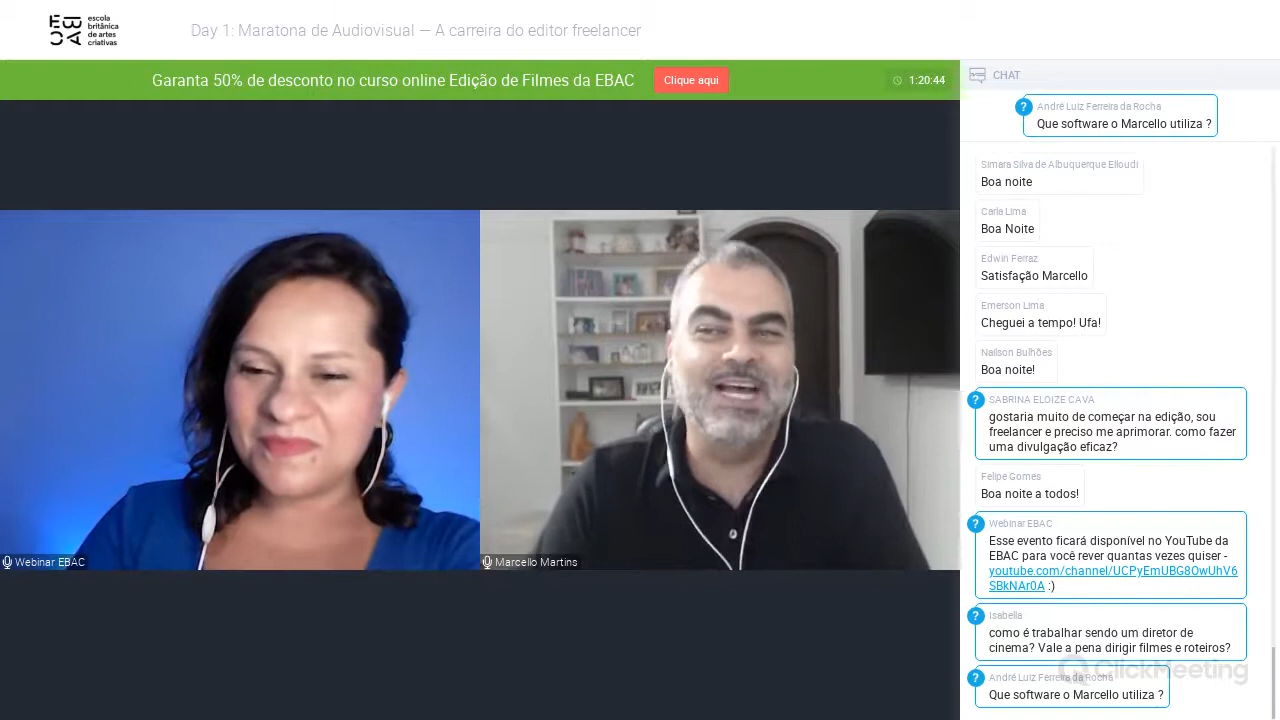 escola
britânica
de artes
criativas
EBAC
Day 1: Maratona de Audiovisual — A carreira do editor freelancer
Garanta 50% de desconto no curso online Edição de Filmes da EBAC
Clique aqui
1:20:44
CHAT
? André Luiz Ferreira da Rocha
Que software o Marcello utiliza ?
Simara Silva de Albuquerque Elloudi
Boa noite
Carla Lima
Boa Noite
Edwin Ferraz
Satisfação Marcello
Emerson Lima
Cheguei a tempo! Ufa!
Nailson Bulhões
Boa noite!
? SABRINA ELOIZE CAVA
gostaria muito de começar na edição, sou
freelancer e preciso me aprimorar. como fazer
uma divulgação eficaz?
Felipe Gomes
Boa noite a todos!
? Webinar EBAC
Esse evento ficará disponível no YouTube da
EBAC para você rever quantas vezes quiser
youtube.com/channel/UCPyEmUBG8OwUhV6
SBkNAr0A :)
? Isabella
como é trabalhar sendo um diretor de
cinema? Vale a pena dirigir filmes e roteiros?
ClickMeeting
? André Luiz Ferreira da Rocha
Que software o Marcello utiliza ?
Webinar EBAC
Marcello Martins